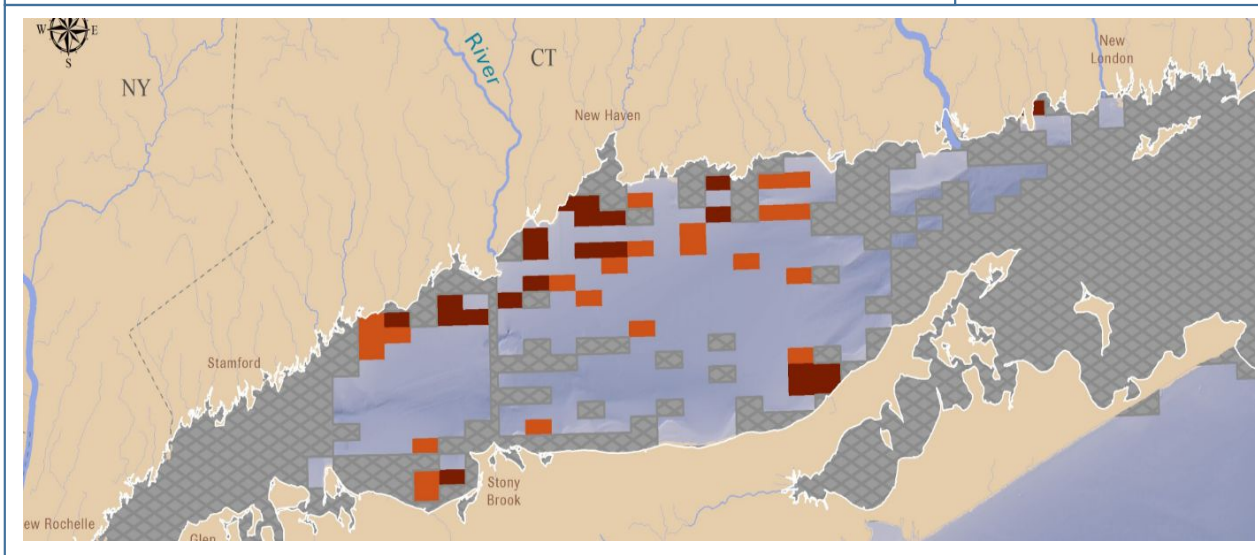 W
E
S
NY
River
CT
New
London
New Haven
Stamford
Stony
Brook
ew Rochelle
Glen